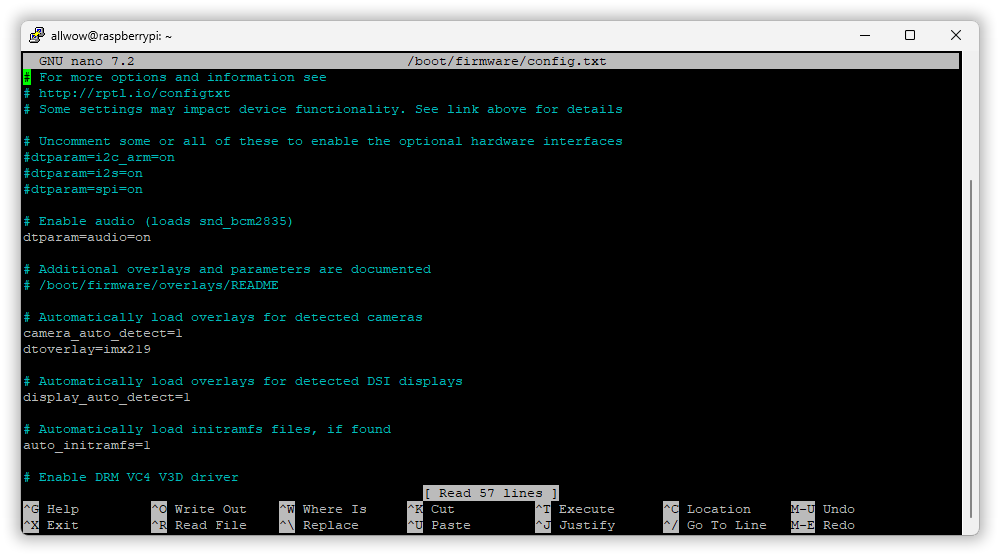 allwow@raspberrypi: ~
GNU nano 7.2 /boot/firmware/config.txt
# For more options and information see
# http://rptl.io/configtxt
# Some settings may impact device functionality. See link above for details
# Uncomment some or all of these to enable the optional hardware interfaces
#dtparam=i2c_arm=on
#dtparam=i2s=on
#dtparam=spi=on
# Enable audio (loads snd_bcm2835)
dtparam=audio=on
# Additional overlays and parameters are documented
# /boot/firmware/overlays/README
# Automatically load overlays for detected cameras
camera_auto_detect=1
dtoverlay=imx219
# Automatically load overlays for detected DSI displays
display_auto_detect=1
# Automatically load initramfs files, if found
auto_initramfs=1
# Enable DRM VC4 V3D driver
[ Read 57 lines ]
^G Help ^O Write Out ^W Where Is ^K Cut ^T Execute ^C Location M-U Undo
^X Exit ^R Read File ^\ Replace ^U Paste ^J Justify ^/ Go To Line M-E Redo